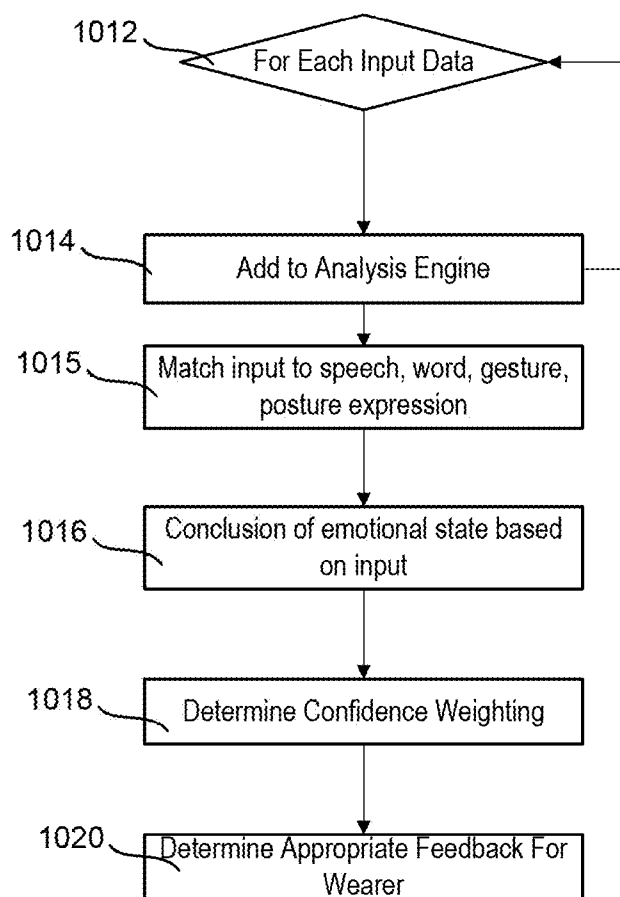 1012
For Each Input Data
1014
Add to Analysis Engine
1015
Match input to speech, word, gesture,
posture expression
1016
Conclusion of emotional state based
on input
1018
Determine Confidence Weighting
1020
Determine Appropriate Feedback For
Wearer